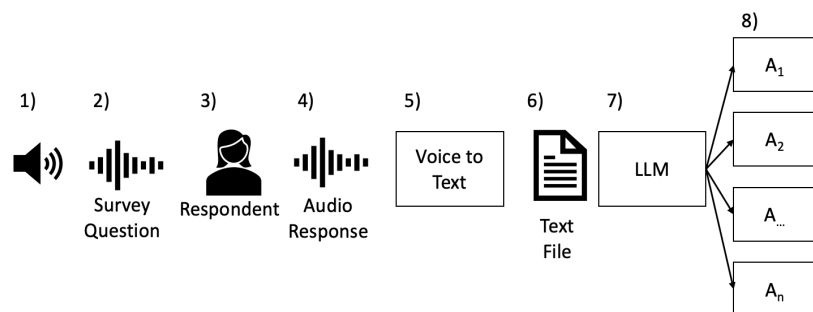 1)
2)
3)
4)
5)
6)
7)
8)
Survey
Question
Respondent
Audio
Response
Voice to
Text
Text
File
LLM
A₁
A₂
A...
Aₙ